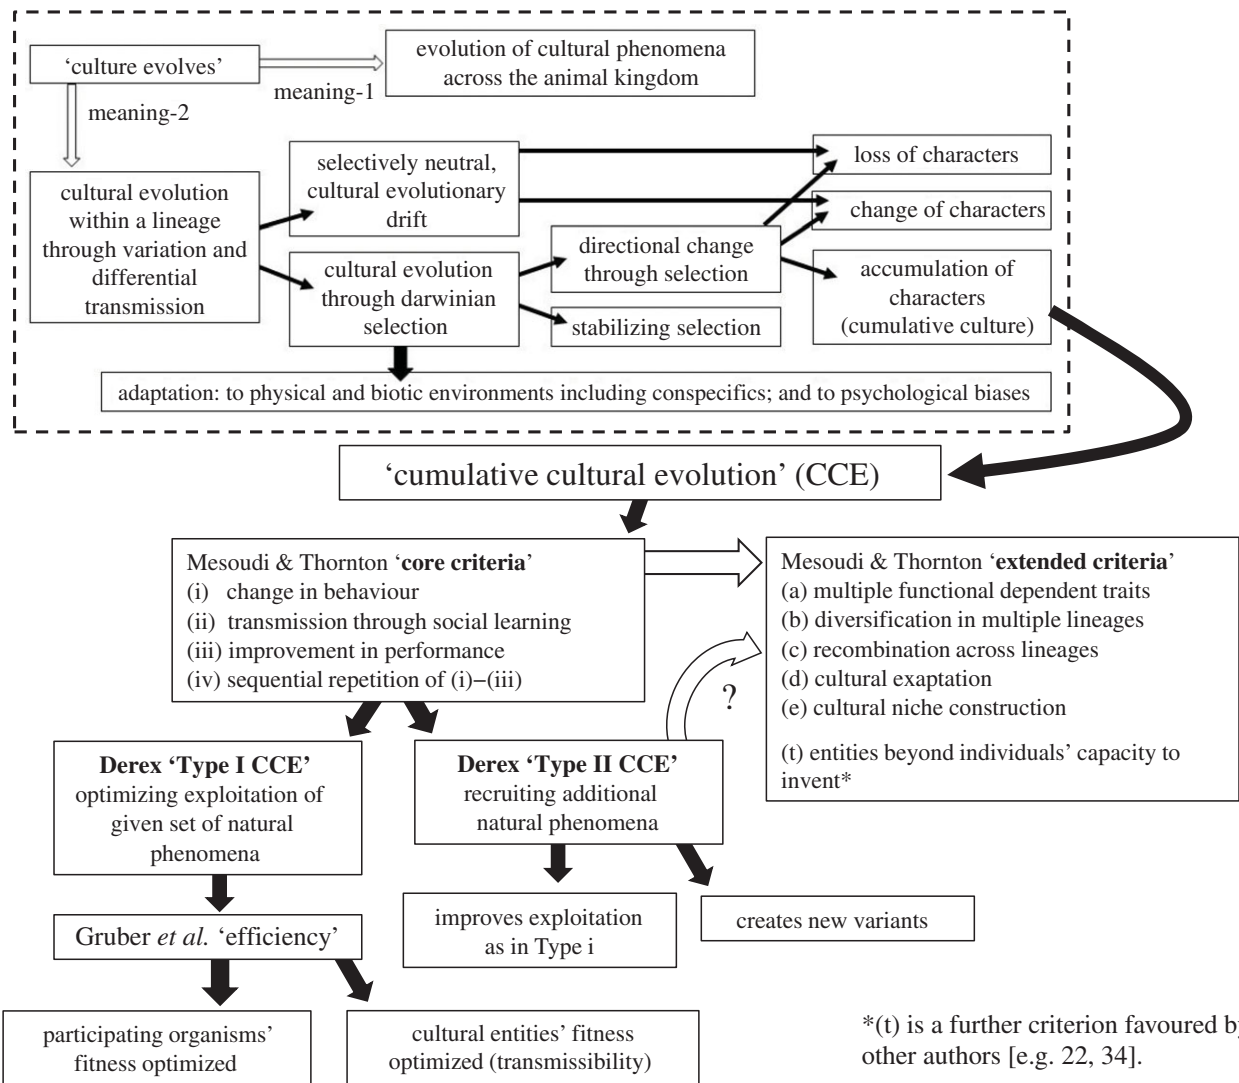 ‘culture evolves’
meaning-1
evolution of cultural phenomena
across the animal kingdom
meaning-2
cultural evolution
within a lineage
through variation and
differential
transmission
selectively neutral,
cultural evolutionary
drift
cultural evolution
through darwinian
selection
directional change
through selection
stabilizing selection
loss of characters
change of characters
accumulation of
characters
(cumulative culture)
adaptation: to physical and biotic environments including conspecifics; and to psychological biases
‘cumulative cultural evolution’ (CCE)
Mesoudi & Thornton ‘core criteria’
(i) change in behaviour
(ii) transmission through social learning
(iii) improvement in performance
(iv) sequential repetition of (i)–(iii)
Mesoudi & Thornton ‘extended criteria’
(a) multiple functional dependent traits
(b) diversification in multiple lineages
(c) recombination across lineages
(d) cultural exaptation
(e) cultural niche construction
(t) entities beyond individuals’ capacity to
invent*
?
Derex ‘Type I CCE’
optimizing exploitation of
given set of natural
phenomena
Derex ‘Type II CCE’
recruiting additional
natural phenomena
Gruber et al. ‘efficiency’
improves exploitation
as in Type i
creates new variants
participating organisms’
fitness optimized
cultural entities’ fitness
optimized (transmissibility)
*(t) is a further criterion favoured by
other authors [e.g. 22, 34].